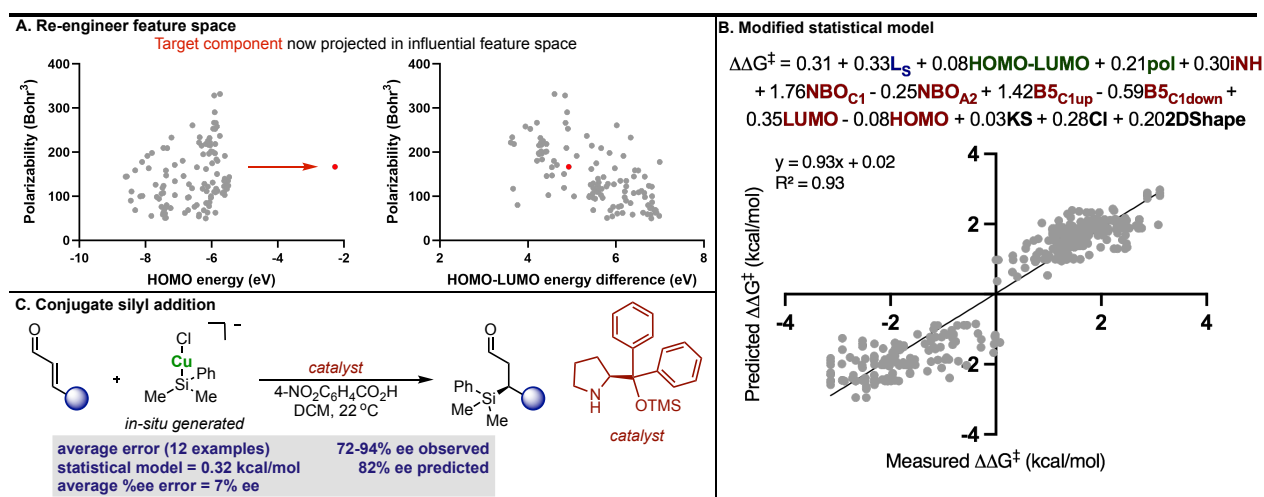 A. Re-engineer feature space
Target component now projected in influential feature space
400
300
200
100
0
Polarizability (Bohr³)
-10
-8
-6
-4
-2
HOMO energy (eV)
400
300
200
100
0
Polarizability (Bohr³)
2
4
6
8
HOMO-LUMO energy difference (eV)
B. Modified statistical model
ΔΔG‡ = 0.31 + 0.33L_S + 0.08HOMO-LUMO + 0.21pol + 0.30iNH
+ 1.76NBO_C1 - 0.25NBO_A2 + 1.42B5_C1up - 0.59B5_C1down +
0.35LUMO - 0.08HOMO + 0.03KS + 0.28CI + 0.202DShape
y = 0.93x + 0.02
R² = 0.93
4
2
-2
-4
-4
-2
2
4
Predicted ΔΔG‡ (kcal/mol)
Measured ΔΔG‡ (kcal/mol)
C. Conjugate silyl addition
O
+
Cl
Cu
Si
Ph
Me
Me
−
in-situ generated
catalyst
4-NO₂C₆H₄CO₂H
DCM, 22 °C
O
Ph
Si
Me
Me
N
H
OTMS
catalyst
average error (12 examples)
statistical model = 0.32 kcal/mol
average %ee error = 7% ee
72-94% ee observed
82% ee predicted